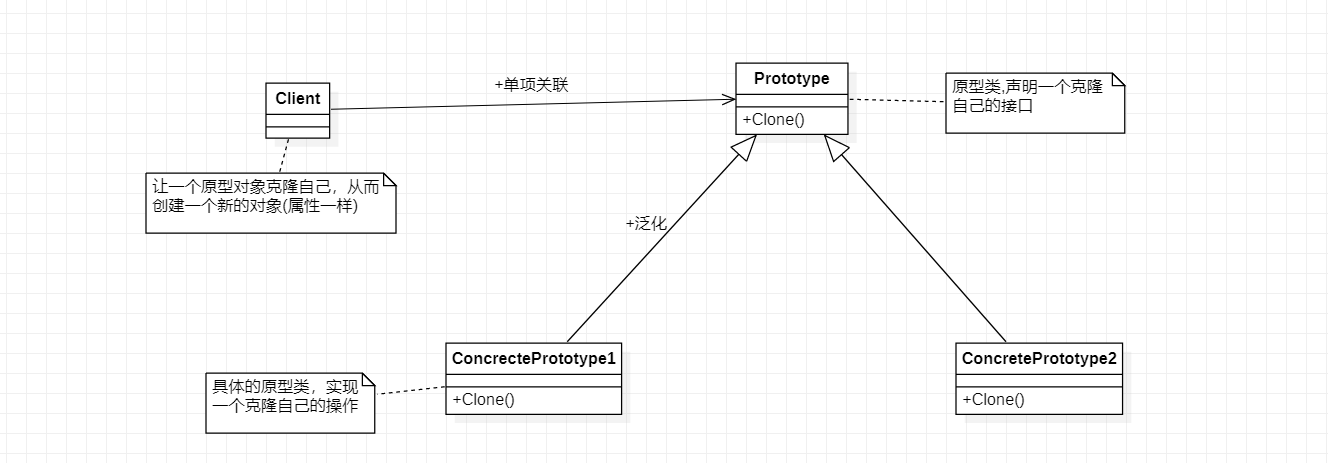 +单项关联
Client
Prototype
+Clone()
原型类,声明一个克隆
自己的接口
让一个原型对象克隆自己，从而
创建一个新的对象(属性一样)
+泛化
ConcrectePrototype1
+Clone()
ConcretePrototype2
+Clone()
具体的原型类，实现
一个克隆自己的操作